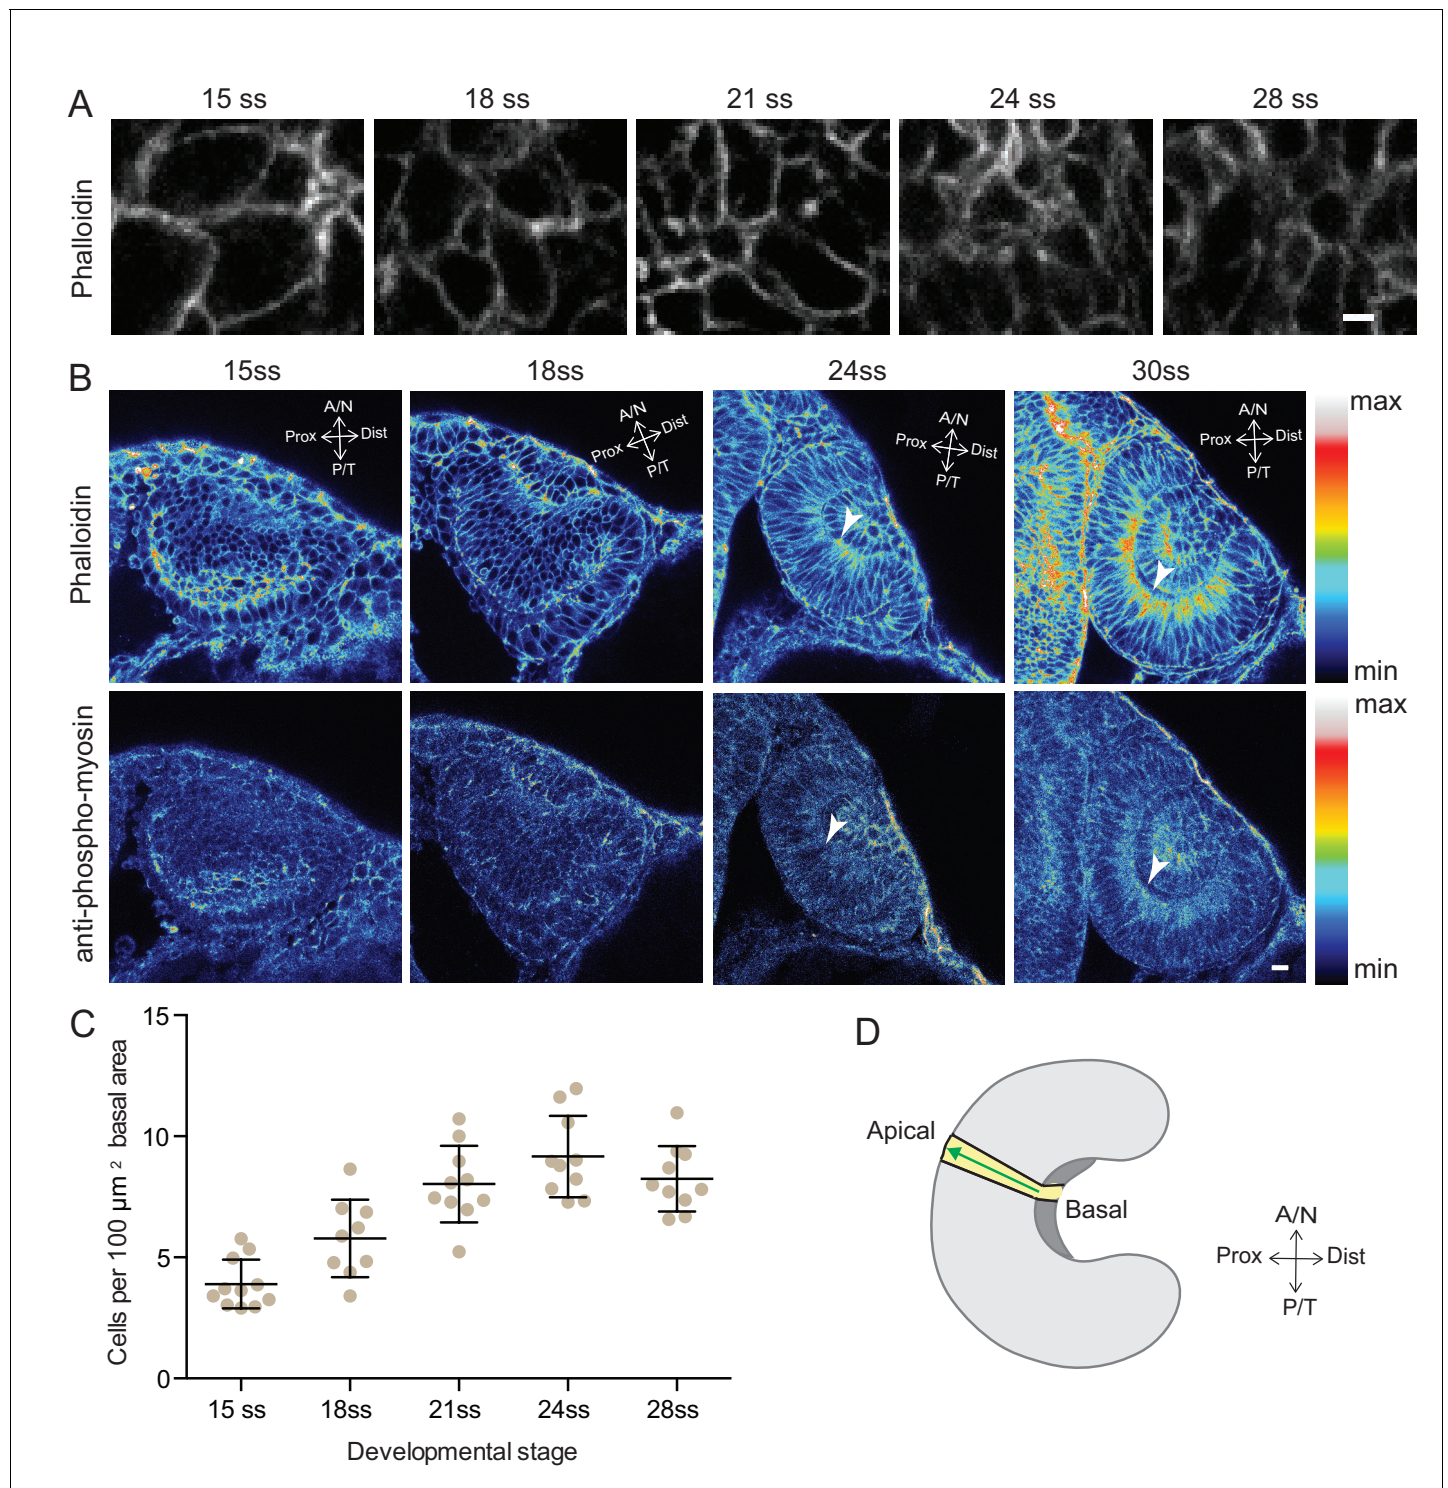 A
15 ss
18 ss
21 ss
24 ss
28 ss
Phalloidin
B
15ss
18ss
24ss
30ss
Phalloidin
A/N
Prox
Dist
P/T
A/N
Prox
Dist
P/T
A/N
Prox
Dist
P/T
A/N
Prox
Dist
P/T
max
min
anti-phospho-myosin
max
min
C
Cells per 100 µm ² basal area
15
10
5
0
15 ss
18ss
21ss
24ss
28ss
Developmental stage
D
Apical
Basal
A/N
Prox
Dist
P/T